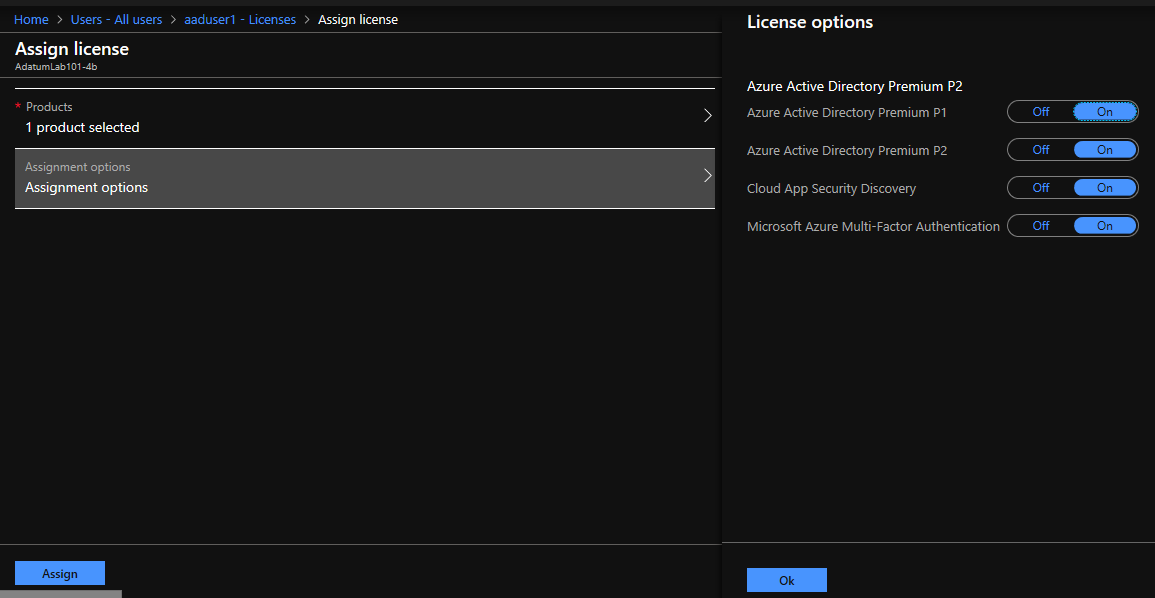 Home > Users - All users > aaduser1 - Licenses > Assign license
Assign license
AdatumLab101-4b
* Products
1 product selected
Assignment options
Assignment options
Assign
License options
Azure Active Directory Premium P2
Azure Active Directory Premium P1 Off On
Azure Active Directory Premium P2 Off On
Cloud App Security Discovery Off On
Microsoft Azure Multi-Factor Authentication Off On
Ok